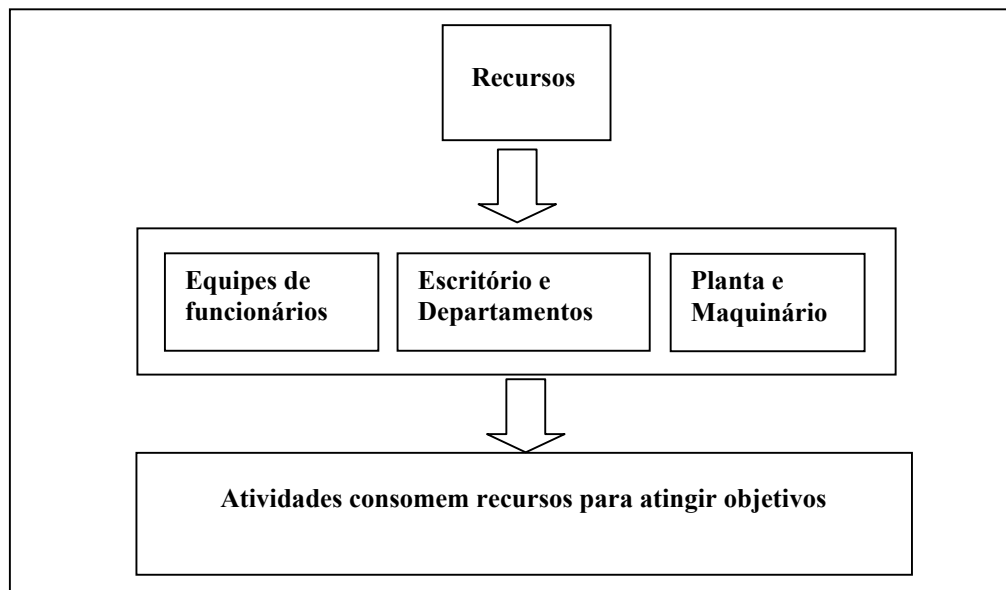 Recursos
Equipes de
funcionários
Escritório e
Departamentos
Planta e
Maquinário
Atividades consomem recursos para atingir objetivos